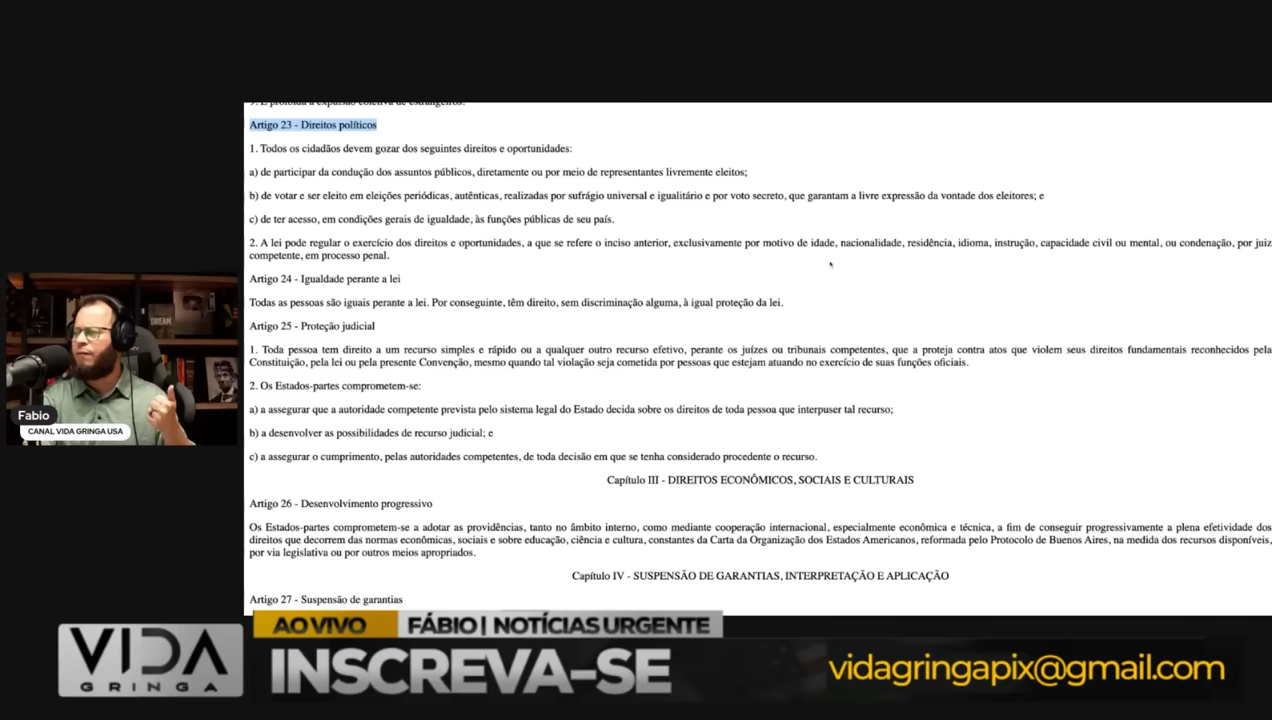 9. É proibida a expulsão coletiva de estrangeiros.
Artigo 23 - Direitos políticos
1. Todos os cidadãos devem gozar dos seguintes direitos e oportunidades:
a) de participar da condução dos assuntos públicos, diretamente ou por meio de representantes livremente eleitos;
b) de votar e ser eleito em eleições periódicas, autênticas, realizadas por sufrágio universal e igualitário e por voto secreto, que garantam a livre expressão da vontade dos eleitores; e
c) de ter acesso, em condições gerais de igualdade, às funções públicas de seu país.
2. A lei pode regular o exercício dos direitos e oportunidades, a que se refere o inciso anterior, exclusivamente por motivo de idade, nacionalidade, residência, idioma, instrução, capacidade civil ou mental, ou condenação, por juiz
competente, em processo penal.
Artigo 24 - Igualdade perante a lei
Todas as pessoas são iguais perante a lei. Por conseguinte, têm direito, sem discriminação alguma, à igual proteção da lei.
Artigo 25 - Proteção judicial
1. Toda pessoa tem direito a um recurso simples e rápido ou a qualquer outro recurso efetivo, perante os juízes ou tribunais competentes, que a proteja contra atos que violem seus direitos fundamentais reconhecidos pela
Constituição, pela lei ou pela presente Convenção, mesmo quando tal violação seja cometida por pessoas que estejam atuando no exercício de suas funções oficiais.
2. Os Estados-partes comprometem-se:
a) a assegurar que a autoridade competente prevista pelo sistema legal do Estado decida sobre os direitos de toda pessoa que interpuser tal recurso;
b) a desenvolver as possibilidades de recurso judicial; e
c) a assegurar o cumprimento, pelas autoridades competentes, de toda decisão em que se tenha considerado procedente o recurso.
Capítulo III - DIREITOS ECONÔMICOS, SOCIAIS E CULTURAIS
Artigo 26 - Desenvolvimento progressivo
Os Estados-partes comprometem-se a adotar as providências, tanto no âmbito interno, como mediante cooperação internacional, especialmente econômica e técnica, a fim de conseguir progressivamente a plena efetividade dos
direitos que decorrem das normas econômicas, sociais e sobre educação, ciência e cultura, constantes da Carta da Organização dos Estados Americanos, reformada pelo Protocolo de Buenos Aires, na medida dos recursos disponíveis,
por via legislativa ou por outros meios apropriados.
Capítulo IV - SUSPENSÃO DE GARANTIAS, INTERPRETAÇÃO E APLICAÇÃO
Artigo 27 - Suspensão de garantias
DREAM
Fabio
CANAL VIDA GRINGA USA
AO VIVO
FÁBIO | NOTÍCIAS URGENTE
VIDA
GRINGA
INSCREVA-SE
vidagringapix@gmail.com